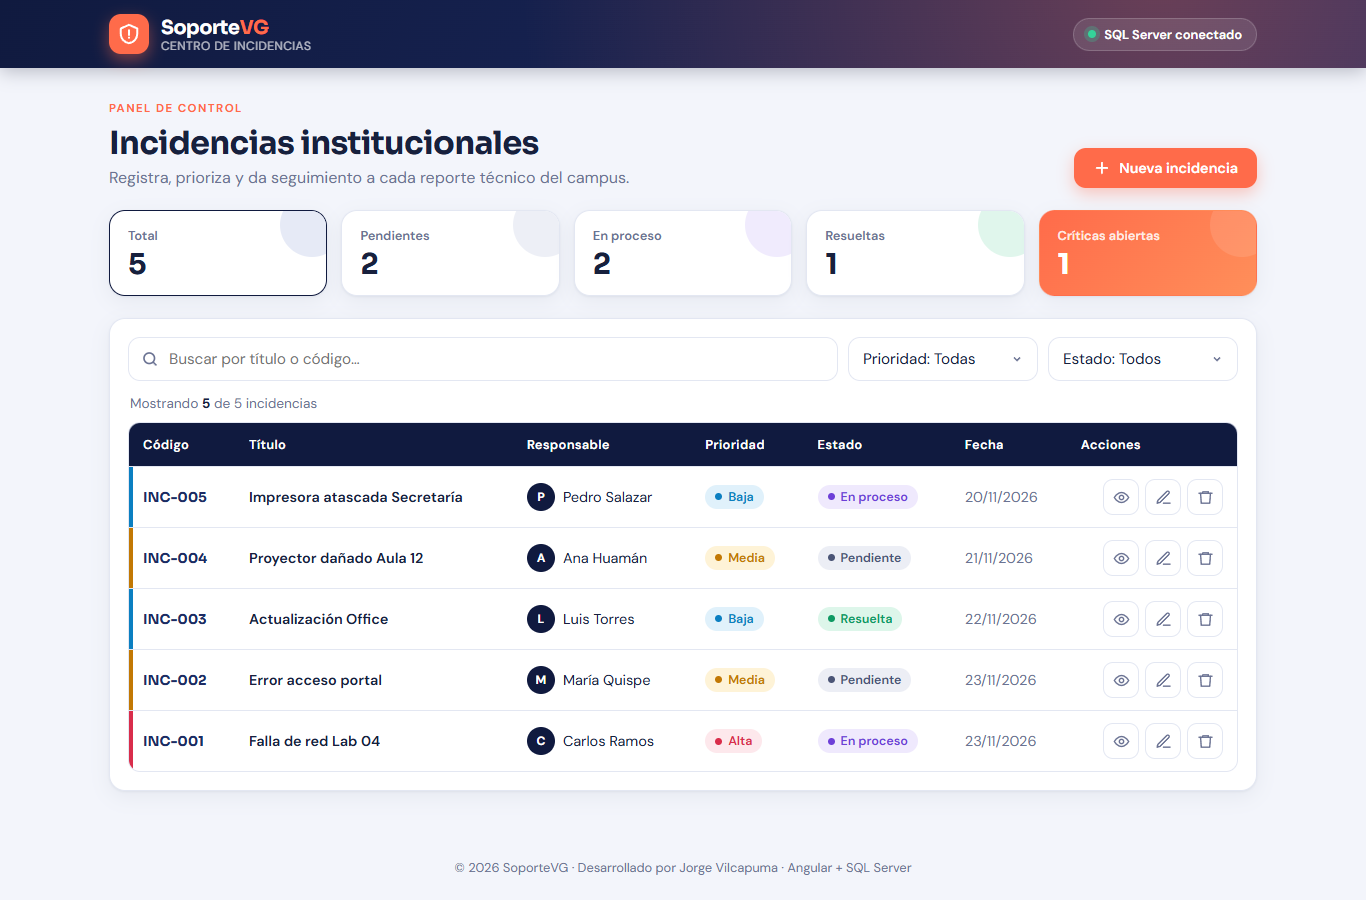 SoporteVG
CENTRO DE INCIDENCIAS
SQL Server conectado
PANEL DE CONTROL
Incidencias institucionales
Registra, prioriza y da seguimiento a cada reporte técnico del campus.
+ Nueva incidencia
Total
5
Pendientes
2
En proceso
2
Resueltas
1
Críticas abiertas
1
Buscar por título o código...
Prioridad: Todas
Estado: Todos
Mostrando 5 de 5 incidencias
Código Título Responsable Prioridad Estado Fecha Acciones
INC-005 Impresora atascada Secretaría P Pedro Salazar Baja En proceso 20/11/2026
INC-004 Proyector dañado Aula 12 A Ana Huamán Media Pendiente 21/11/2026
INC-003 Actualización Office L Luis Torres Baja Resuelta 22/11/2026
INC-002 Error acceso portal M María Quispe Media Pendiente 23/11/2026
INC-001 Falla de red Lab 04 C Carlos Ramos Alta En proceso 23/11/2026
© 2026 SoporteVG · Desarrollado por Jorge Vilcapuma · Angular + SQL Server